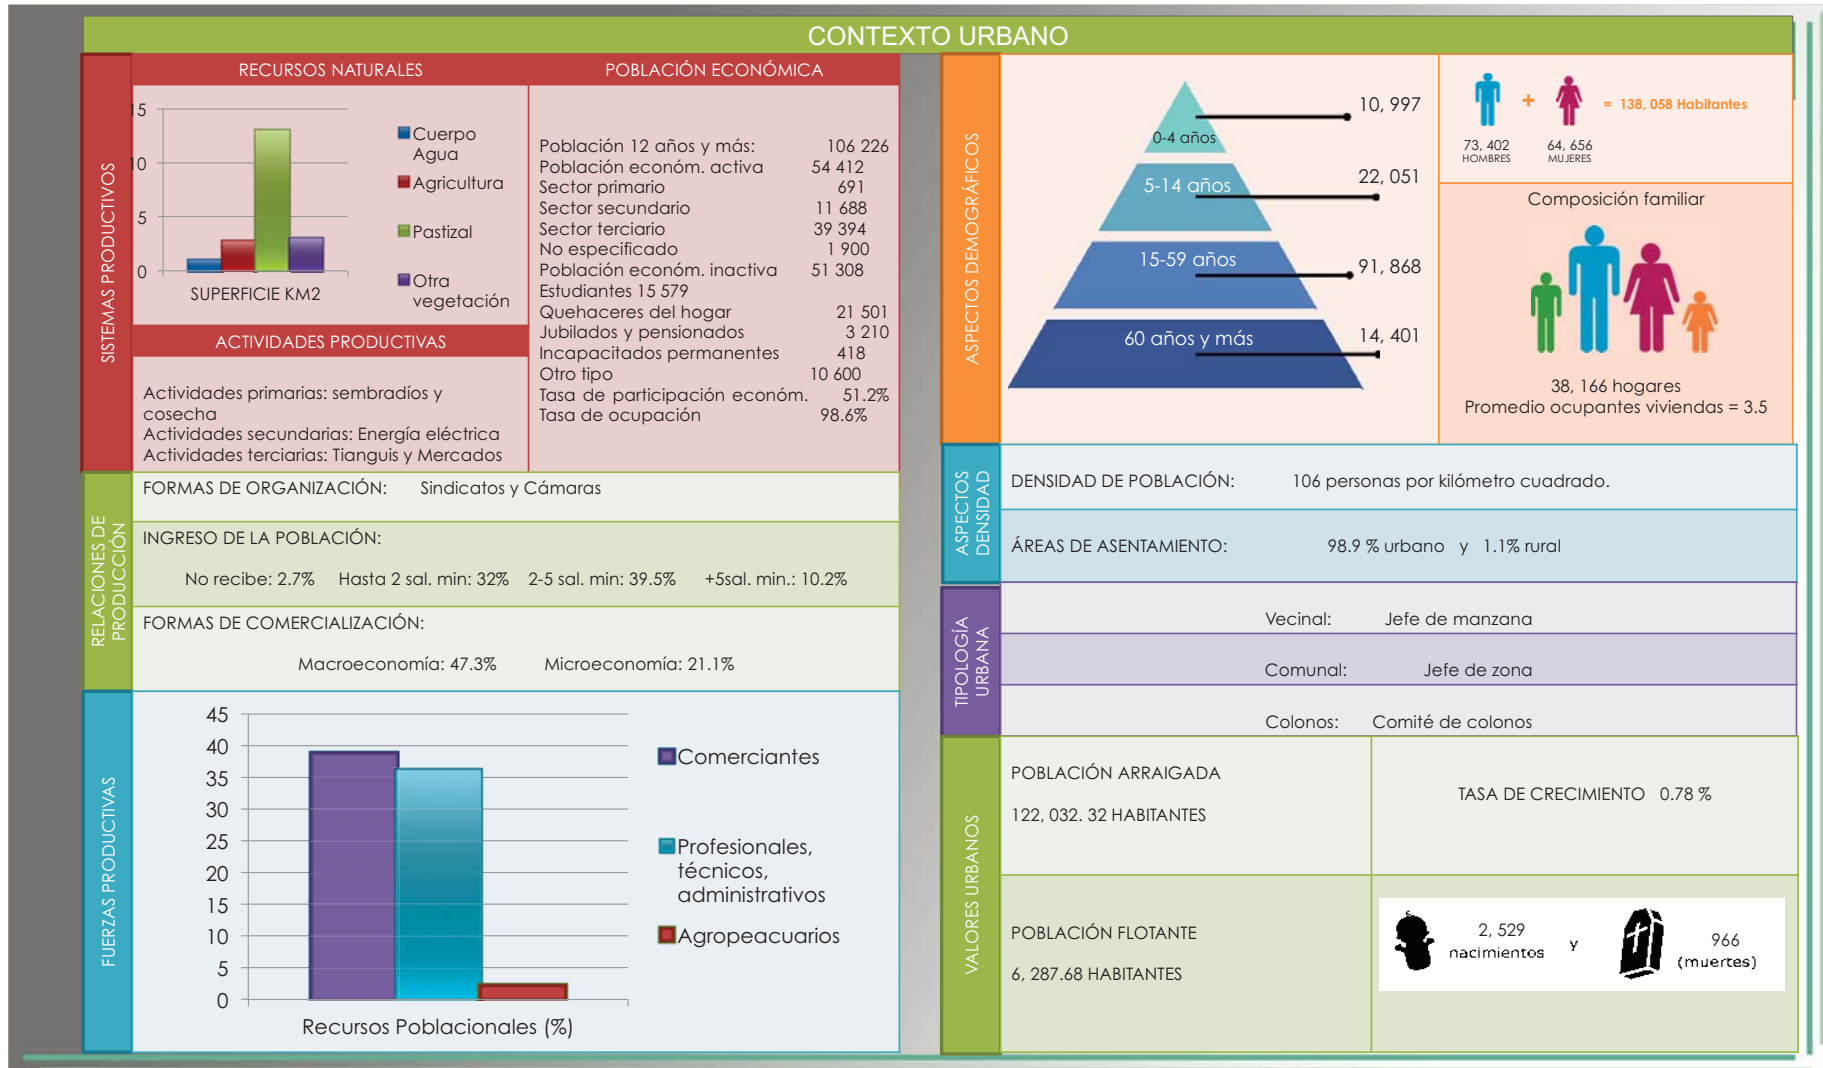 CONTEXTO URBANO
SISTEMAS PRODUCTIVOS
RECURSOS NATURALES
15
10
5
0
SUPERFICIE KM2
Cuerpo
Agua
Agricultura
Pastizal
Otra
vegetación
ACTIVIDADES PRODUCTIVAS
Actividades primarias: sembradíos y
cosecha
Actividades secundarias: Energía eléctrica
Actividades terciarias: Tianguis y Mercados
POBLACIÓN ECONÓMICA
Población 12 años y más: 106 226
Población económ. activa 54 412
Sector primario 691
Sector secundario 11 688
Sector terciario 39 394
No especificado 1 900
Población económ. inactiva 51 308
Estudiantes 15 579
Quehaceres del hogar 21 501
Jubilados y pensionados 3 210
Incapacitados permanentes 418
Otro tipo 10 600
Tasa de participación económ. 51.2%
Tasa de ocupación 98.6%
RELACIONES DE
PRODUCCIÓN
FORMAS DE ORGANIZACIÓN: Sindicatos y Cámaras
INGRESO DE LA POBLACIÓN:
No recibe: 2.7% Hasta 2 sal. min: 32% 2-5 sal. min: 39.5% +5sal. min.: 10.2%
FORMAS DE COMERCIALIZACIÓN:
Macroeconomía: 47.3% Microeconomía: 21.1%
FUERZAS PRODUCTIVAS
45
40
35
30
25
20
15
10
5
0
Recursos Poblacionales (%)
Comerciantes
Profesionales,
técnicos,
administrativos
Agropeacuarios
ASPECTOS DEMOGRÁFICOS
0-4 años
10, 997
5-14 años
22, 051
15-59 años
91, 868
60 años y más
14, 401
+
= 138, 058 Habitantes
73, 402
HOMBRES
64, 656
MUJERES
Composición familiar
38, 166 hogares
Promedio ocupantes viviendas = 3.5
ASPECTOS
DENSIDAD
DENSIDAD DE POBLACIÓN: 106 personas por kilómetro cuadrado.
ÁREAS DE ASENTAMIENTO: 98.9 % urbano y 1.1% rural
TIPOLOGÍA
URBANA
Vecinal: Jefe de manzana
Comunal: Jefe de zona
Colonos: Comité de colonos
VALORES URBANOS
POBLACIÓN ARRAIGADA
122, 032. 32 HABITANTES
TASA DE CRECIMIENTO 0.78 %
POBLACIÓN FLOTANTE
6, 287.68 HABITANTES
2, 529
nacimientos
y
966
(muertes)